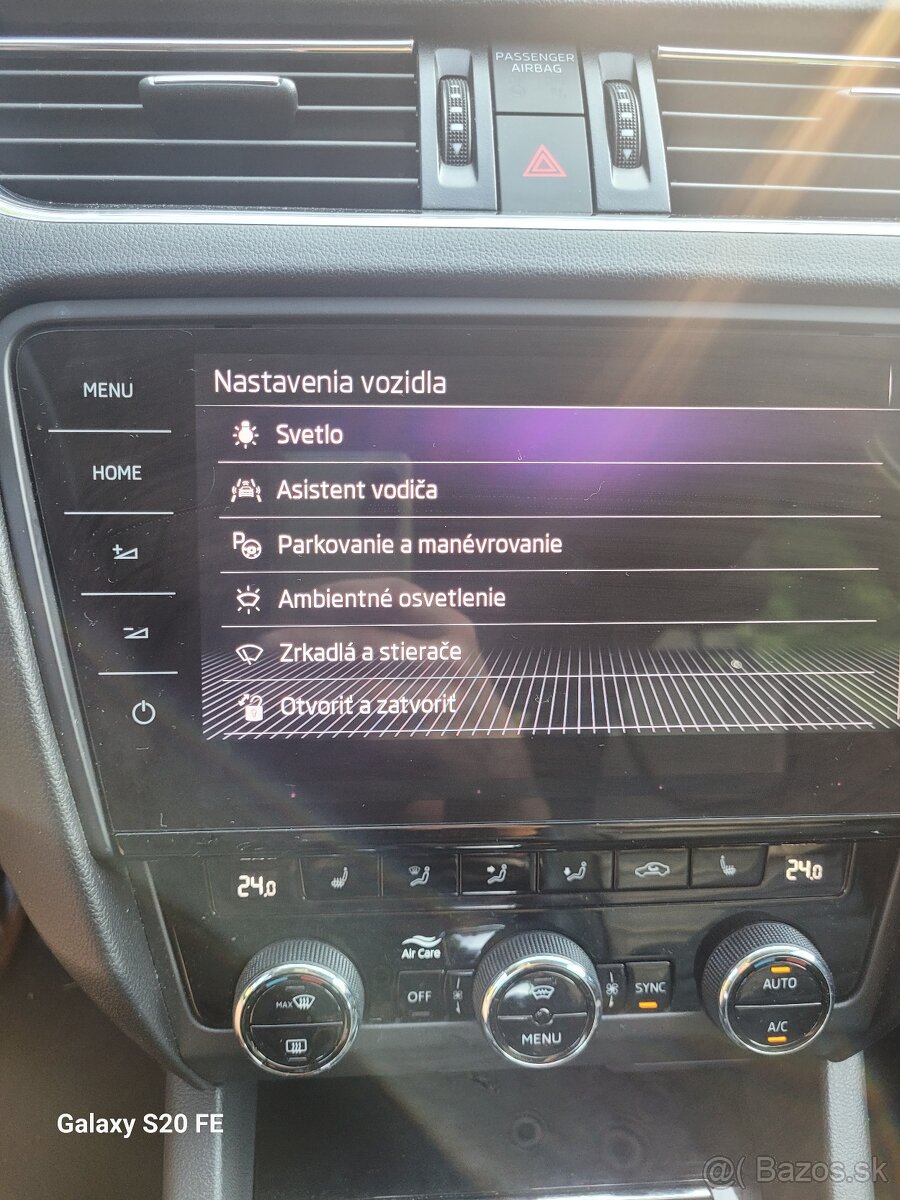 PASSENGER
AIRBAG
MENU
HOME
Nastavenia vozidla
Svetlo
Asistent vodiča
Parkovanie a manévrovanie
Ambientné osvetlenie
Zrkadlá a stierače
Otvoriť a zatvoriť
24,0
24,0
Air Care
MAX
OFF
MENU
SYNC
AUTO
A/C
Galaxy S20 FE
@( Bazos.sk